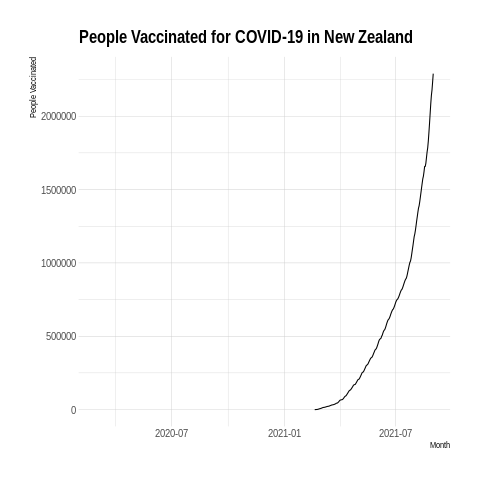 People Vaccinated for COVID-19 in New Zealand
People Vaccinated
2000000
1500000
1000000
500000
0
2020-07 2021-01 2021-07
Month